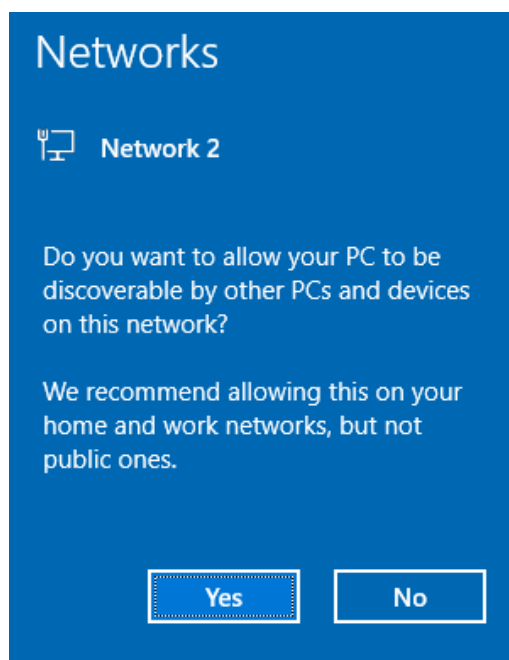 Networks
Network 2
Do you want to allow your PC to be
discoverable by other PCs and devices
on this network?
We recommend allowing this on your
home and work networks, but not
public ones.
Yes
No